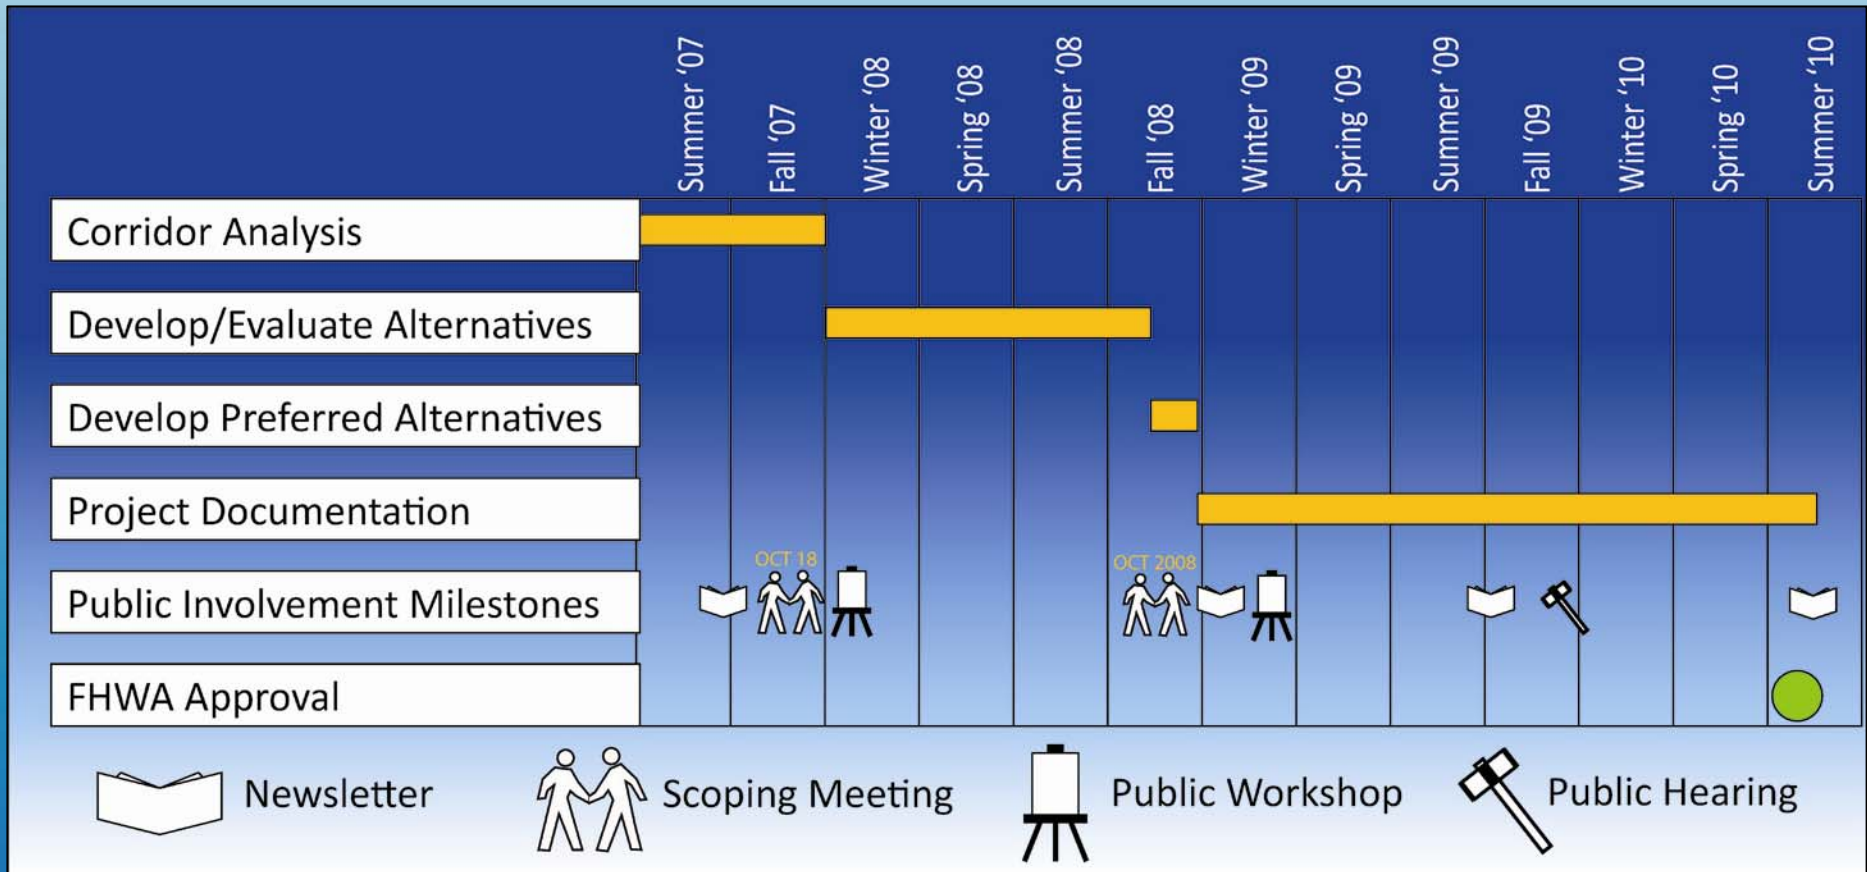 Summer ‘07
Fall ‘07
Winter ‘08
Spring ‘08
Summer ‘08
Fall ‘08
Winter ‘09
Spring ‘09
Summer ‘09
Fall ‘09
Winter ‘10
Spring ‘10
Summer ‘10
Corridor Analysis
Develop/Evaluate Alternatives
Develop Preferred Alternatives
Project Documentation
OCT 18
OCT 2008
Public Involvement Milestones
FHWA Approval
Newsletter
Scoping Meeting
Public Workshop
Public Hearing